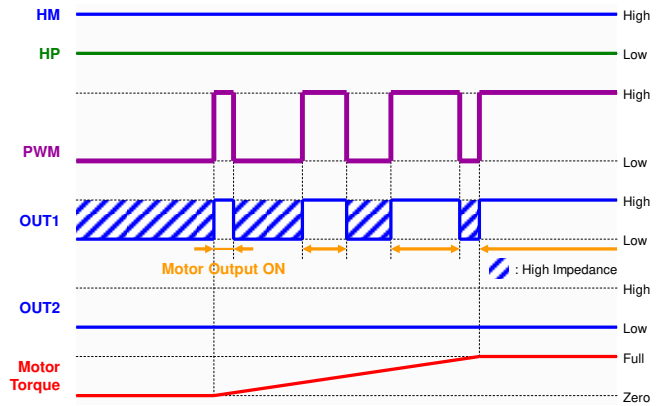 HM
High
HP
Low
High
PWM
Low
High
OUT1
Low
Motor Output ON
: High Impedance
High
OUT2
Low
Motor
Torque
Full
Zero